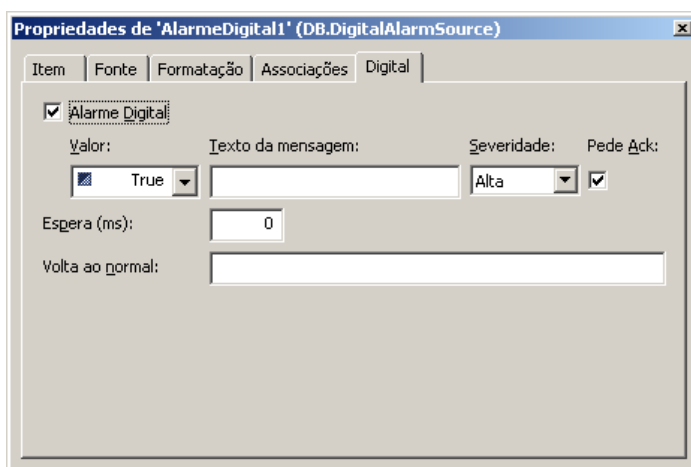 Propriedades de 'AlarmeDigital1' (DB.DigitalAlarmSource)
Item Fonte Formatação Associações Digital
Alarme Digital
Valor: Texto da mensagem: Severidade: Pede Ack:
True Alta
Espera (ms): 0
Volta ao normal: